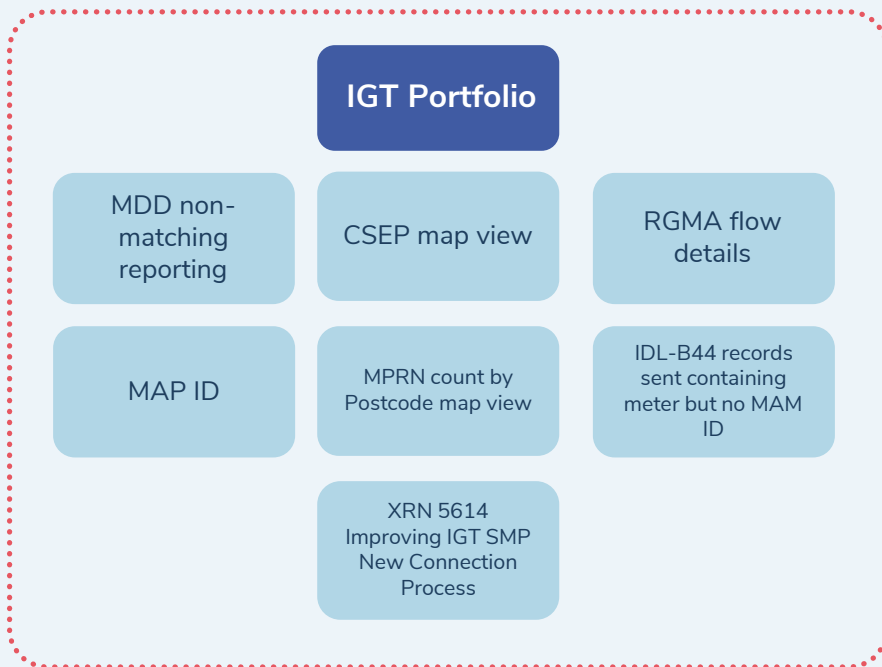 IGT Portfolio
MDD non-
matching
reporting
CSEP map view
RGMA flow
details
MAP ID
MPRN count by
Postcode map view
IDL-B44 records
sent containing
meter but no MAM
ID
XRN 5614
Improving IGT SMP
New Connection
Process